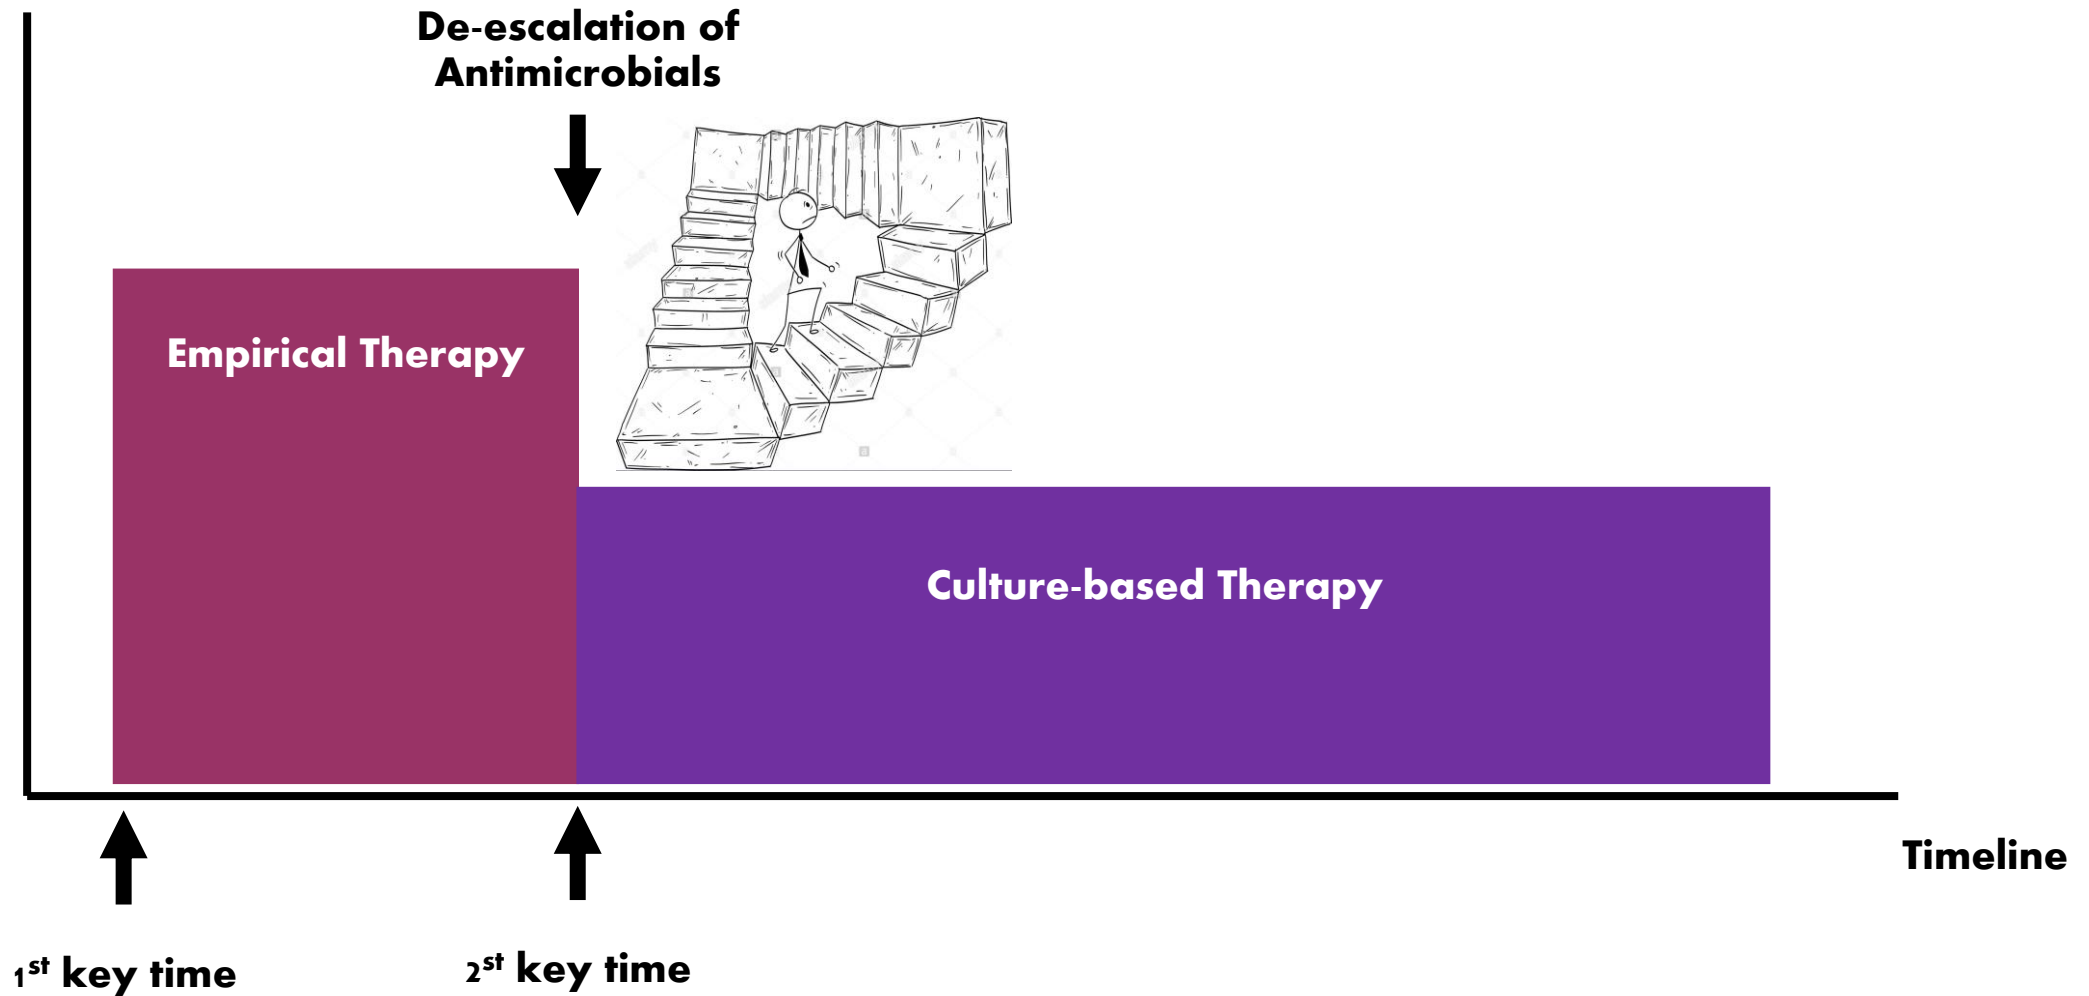 De-escalation of
Antimicrobials
Empirical Therapy
Culture-based Therapy
Timeline
1st key time
2st key time